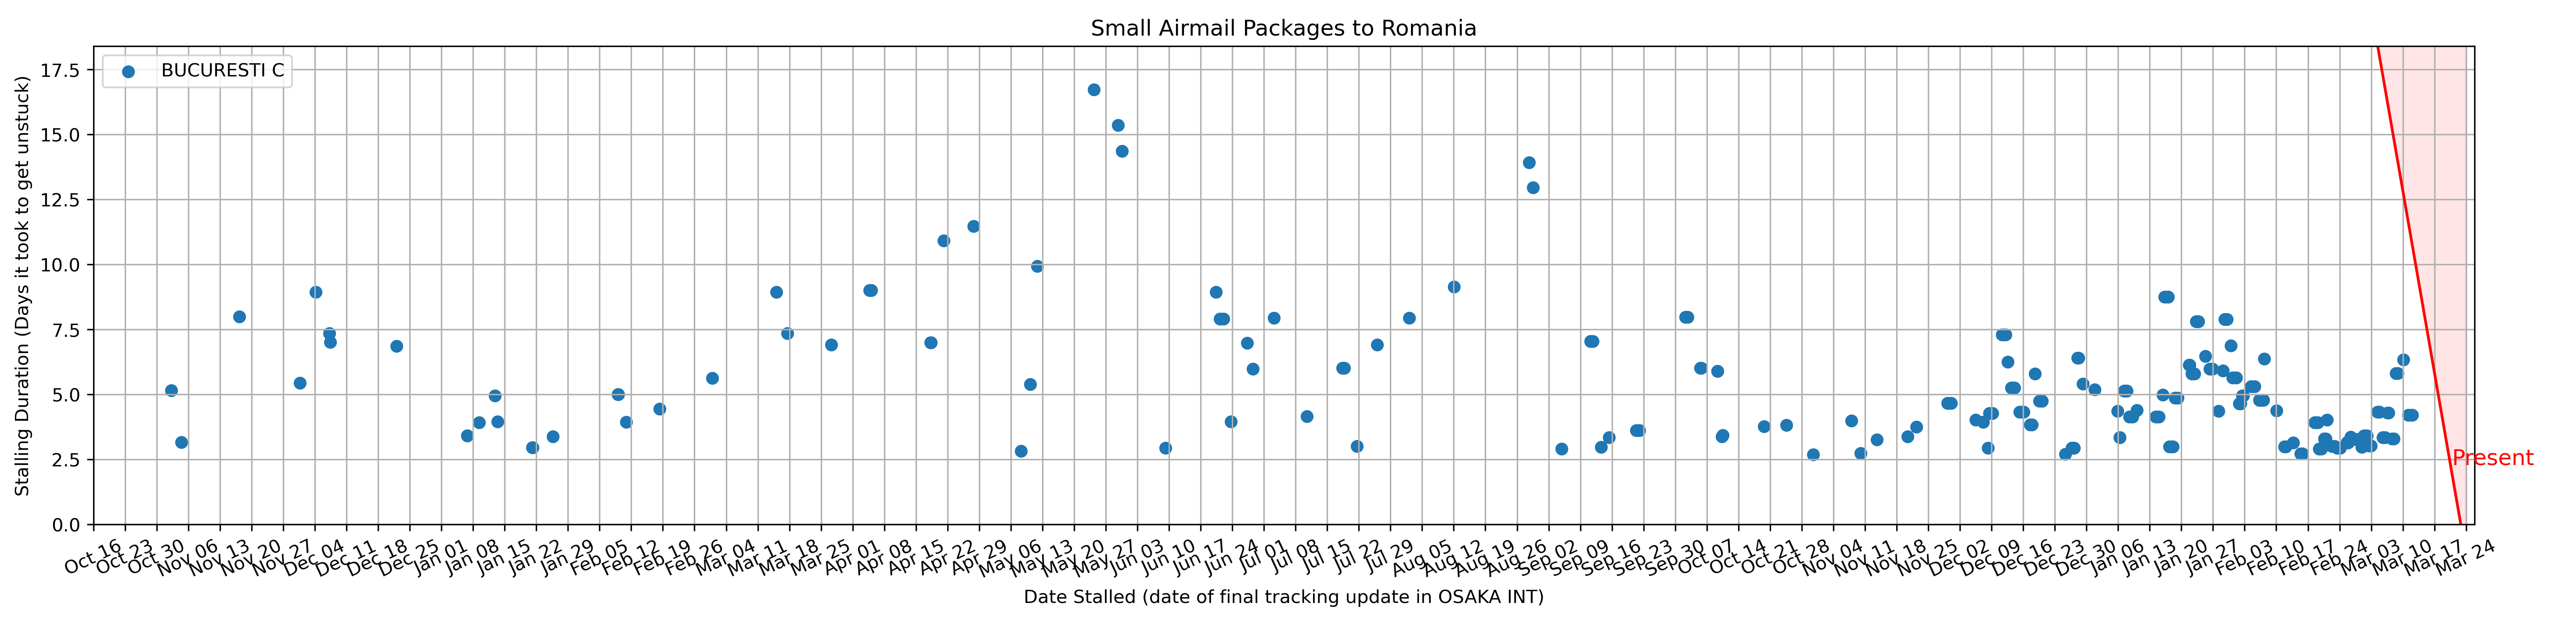 Small Airmail Packages to Romania
BUCURESTI C
Stalling Duration (Days it took to get unstuck)
17.5
15.0
12.5
10.0
7.5
5.0
2.5
0.0
Present
Oct 16 Oct 23 Oct 30 Nov 06 Nov 13 Nov 20 Nov 27 Dec 04 Dec 11 Dec 18 Dec 25 Jan 01 Jan 08 Jan 15 Jan 22 Jan 29 Feb 05 Feb 12 Feb 19 Feb 26 Mar 04 Mar 11 Mar 18 Mar 25 Apr 01 Apr 08 Apr 15 Apr 22 Apr 29 May 06 May 13 May 20 May 27 Jun 03 Jun 10 Jun 17 Jun 24 Jul 01 Jul 08 Jul 15 Jul 22 Jul 29 Aug 05 Aug 12 Aug 19 Aug 26 Sep 02 Sep 09 Sep 16 Sep 23 Sep 30 Oct 07 Oct 14 Oct 21 Oct 28 Nov 04 Nov 11 Nov 18 Nov 25 Dec 02 Dec 09 Dec 16 Dec 23 Dec 30 Jan 06 Jan 13 Jan 20 Jan 27 Feb 03 Feb 10 Feb 17 Feb 24 Mar 03 Mar 10 Mar 17 Mar 24
Date Stalled (date of final tracking update in OSAKA INT)